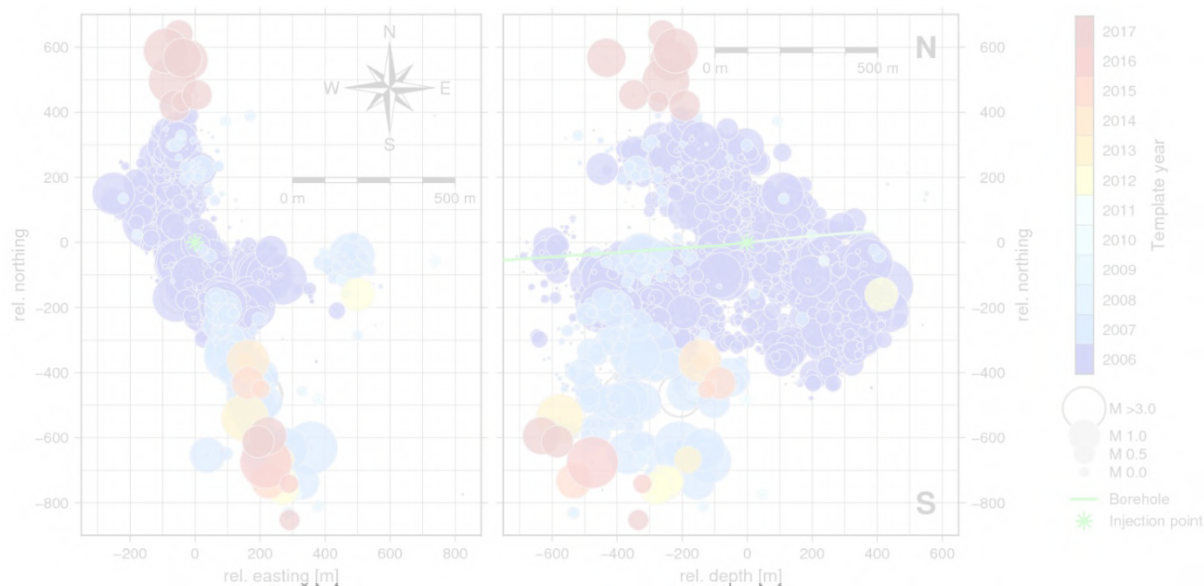 N
W E
S
0 m 500 m
600
400
200
0
−200
−400
−600
−800
rel. northing
−200 0 200 400 600 800
rel. easting [m]
0 m 500 m
N
S
600
400
200
0
−200
−400
−600
−800
rel. northing
−600 −400 −200 0 200 400 600
rel. depth [m]
2017
2016
2015
2014
2013
2012
2011
2010
2009
2008
2007
2006
Template year
M >3.0
M 1.0
M 0.5
M 0.0
Borehole
Injection point